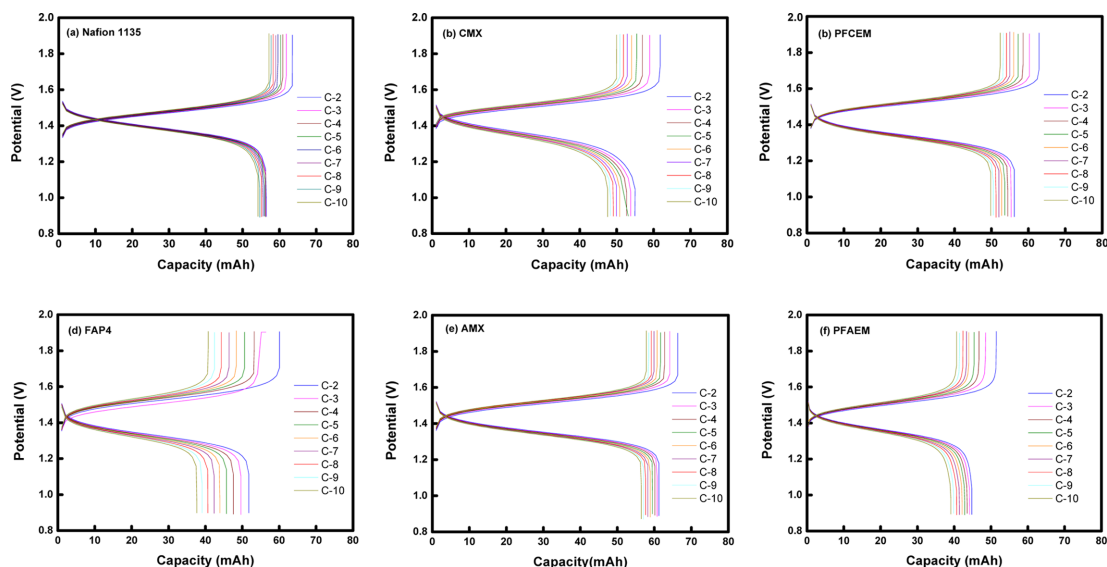 (a) Nafion 1135
Potential (V)
2.0
1.8
1.6
1.4
1.2
1.0
0.8
0 10 20 30 40 50 60 70 80
Capacity (mAh)
C-2
C-3
C-4
C-5
C-6
C-7
C-8
C-9
C-10
(b) CMX
Potential (V)
2.0
1.8
1.6
1.4
1.2
1.0
0.8
0 10 20 30 40 50 60 70 80
Capacity (mAh)
C-2
C-3
C-4
C-5
C-6
C-7
C-8
C-9
C-10
(b) PFCEM
Potential (V)
2.0
1.8
1.6
1.4
1.2
1.0
0.8
0 10 20 30 40 50 60 70 80
Capacity (mAh)
C-2
C-3
C-4
C-5
C-6
C-7
C-8
C-9
C-10
(d) FAP4
Potential (V)
2.0
1.8
1.6
1.4
1.2
1.0
0.8
0 10 20 30 40 50 60 70 80
Capacity (mAh)
C-2
C-3
C-4
C-5
C-6
C-7
C-8
C-9
C-10
(e) AMX
Potential (V)
2.0
1.8
1.6
1.4
1.2
1.0
0.8
0 10 20 30 40 50 60 70 80
Capacity(mAh)
C-2
C-3
C-4
C-5
C-6
C-7
C-8
C-9
C-10
(f) PFAEM
Potential (V)
2.0
1.8
1.6
1.4
1.2
1.0
0.8
0 10 20 30 40 50 60 70 80
Capacity(mAh)
C-2
C-3
C-4
C-5
C-6
C-7
C-8
C-9
C-10